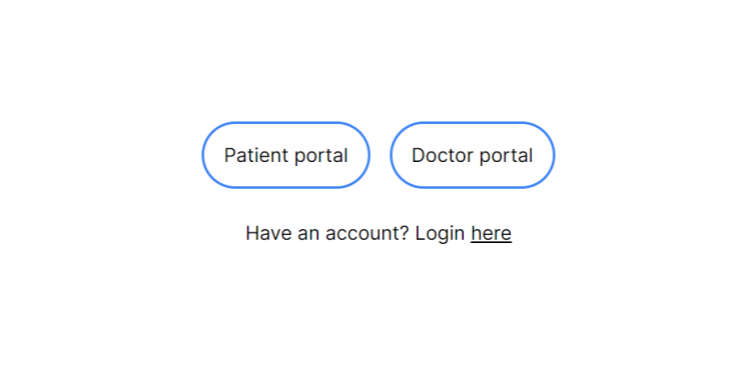 Patient portal Doctor portal
Have an account? Login here